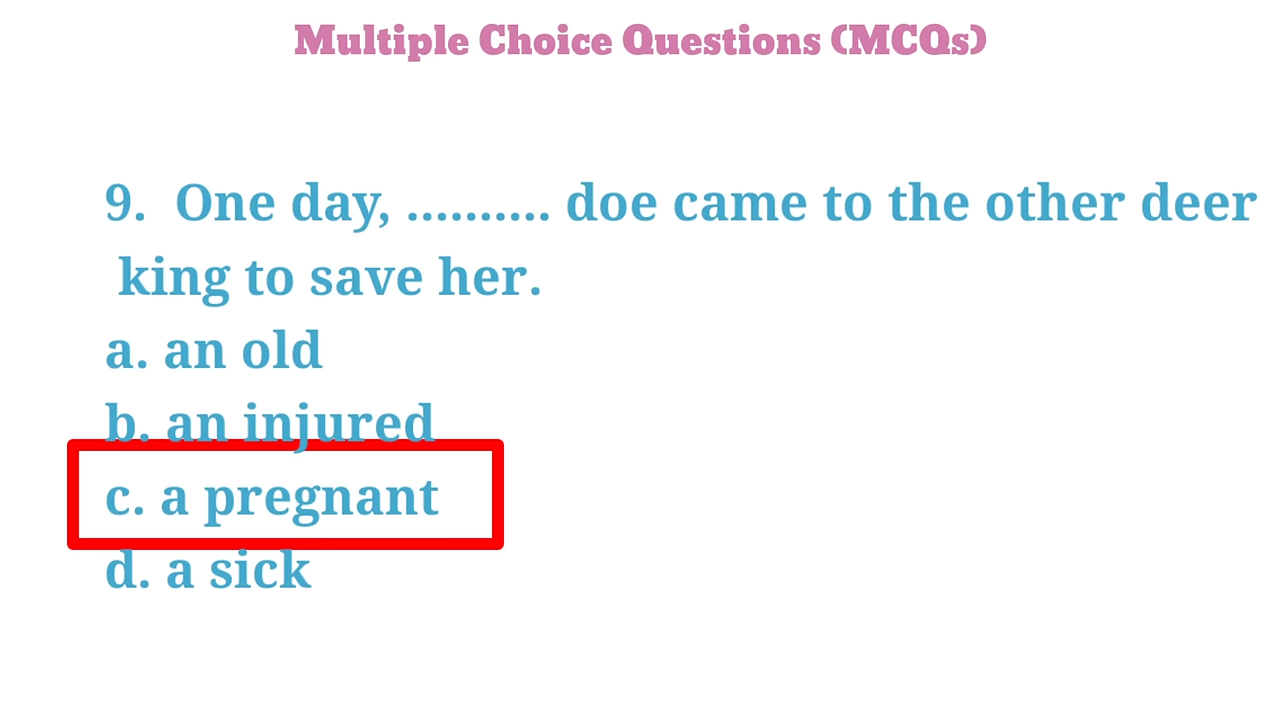 Multiple Choice Questions (MCQs)
9. One day, .......... doe came to the other deer
king to save her.
a. an old
b. an injured
c. a pregnant
d. a sick